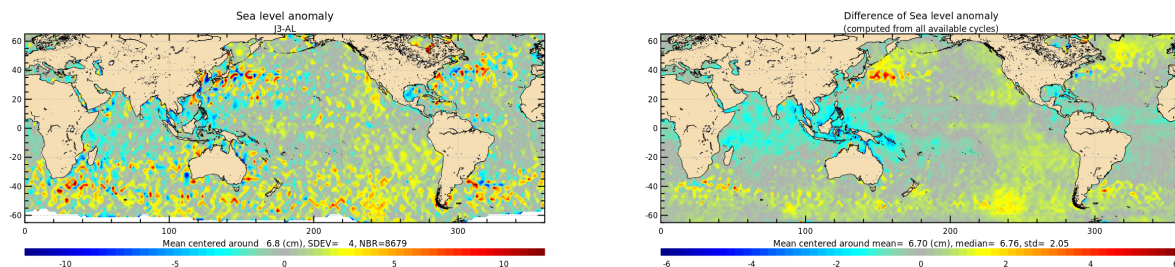 Sea level anomaly
J3-AL
60
40
20
0
-20
-40
-60
0 100 200 300
Mean centered around 6.8 (cm), SDEV= 4, NBR=8679
-10 -5 0 5 10
Difference of Sea level anomaly
(computed from all available cycles)
60
40
20
0
-20
-40
-60
0 100 200 300
Mean centered around mean= 6.70 (cm), median= 6.76, std= 2.05
-6 -4 -2 0 2 4 6